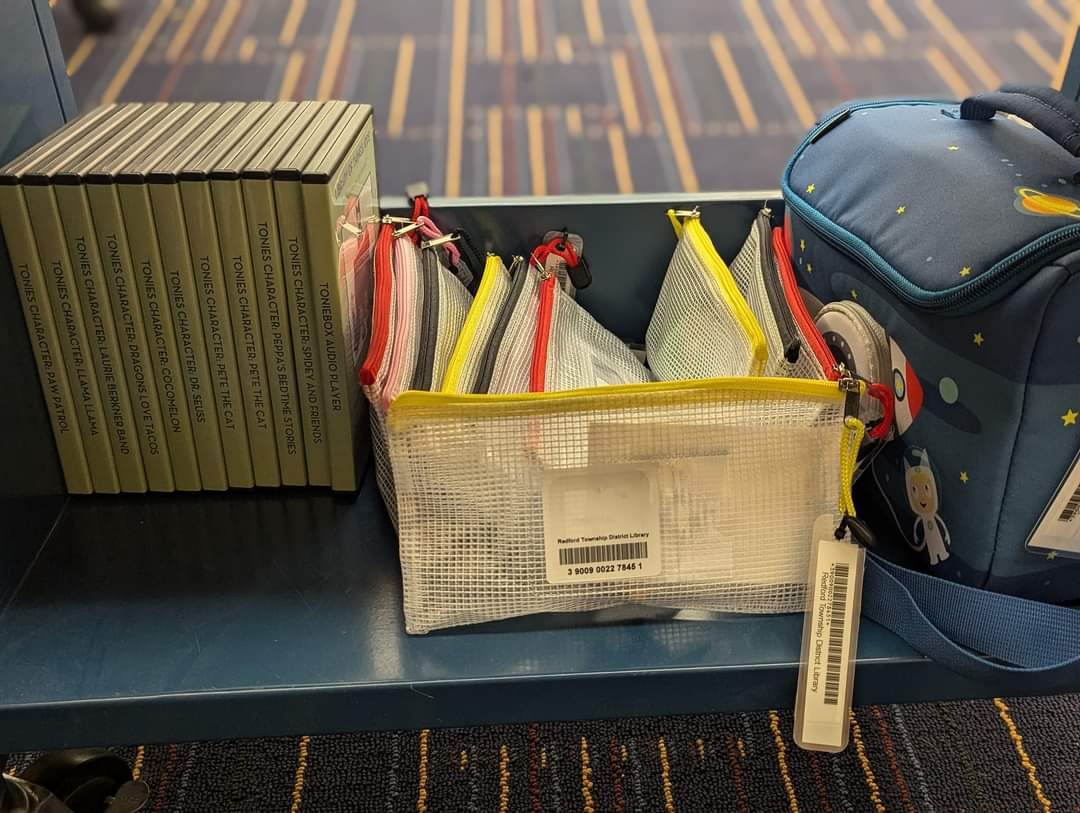 TONIES CHARACTER: PAW PATROL
TONIES CHARACTER: LLAMA LLAMA
TONIES CHARACTER: LAURIE BERKNER BAND
TONIES CHARACTER: DRAGONS LOVE TACOS
TONIES CHARACTER: COCOMELON
TONIES CHARACTER: DR. SEUSS
TONIES CHARACTER: PETE THE CAT
TONIES CHARACTER: PETE THE CAT
TONIES CHARACTER: PEPPA'S BEDTIME STORIES
TONIES CHARACTER: SPIDEY AND FRIENDS
TONIEBOX AUDIO PLAYER
Redford Township District Library
3 9009 0022 7845 1
Redford Township District Library